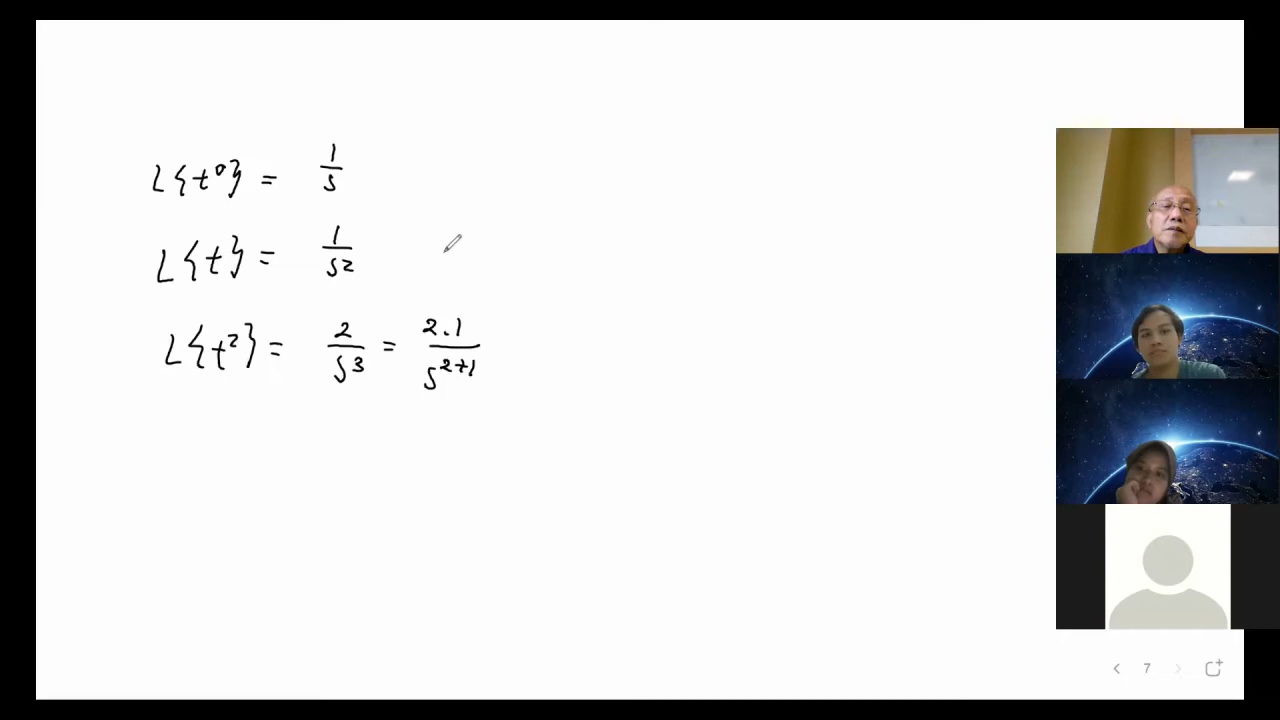 L{t⁰} = 1/s
L{t} = 1/s²
L{t²} = 2/s³ = 2.1/s²⁺¹
< 7 >